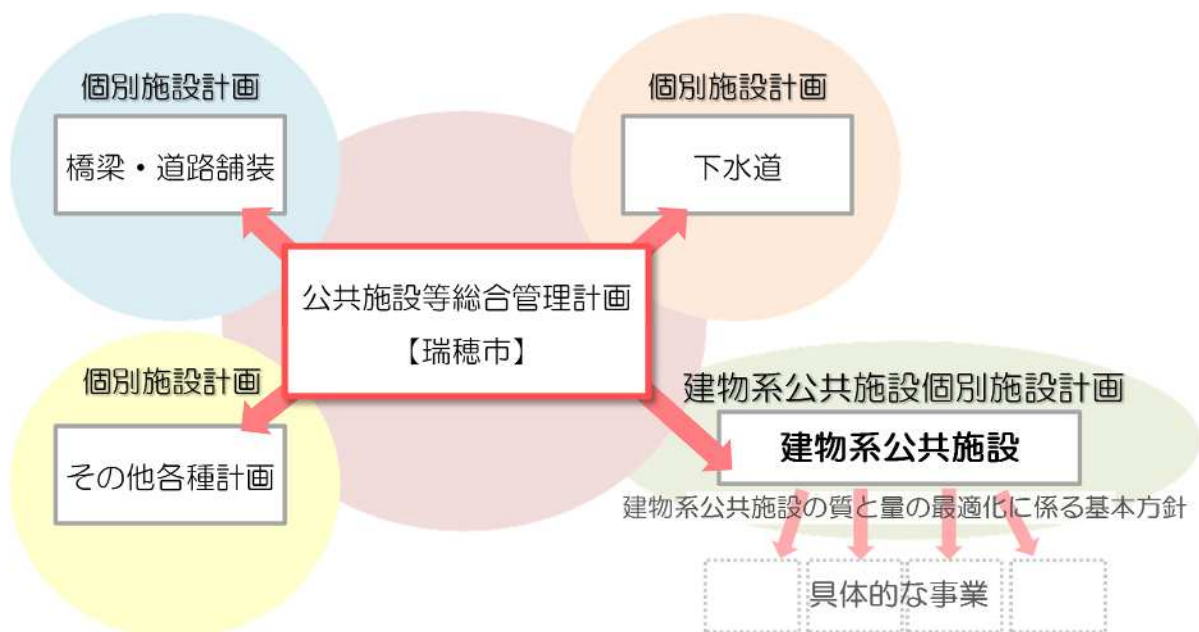 個別施設計画
橋梁・道路舗装
個別施設計画
下水道
公共施設等総合管理計画
【瑞穂市】
個別施設計画
その他各種計画
建物系公共施設個別施設計画
建物系公共施設
建物系公共施設の質と量の最適化に係る基本方針
具体的な事業